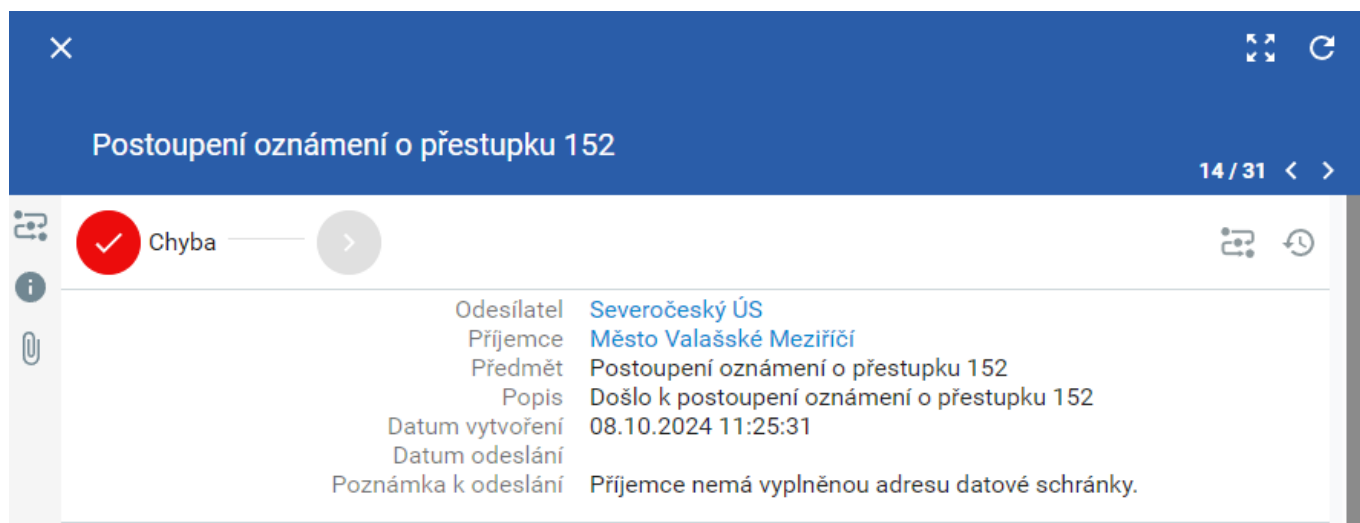 Postoupení oznámení o přestupku 152
14 / 31
Chyba
Odesílatel Severočeský ÚS
Příjemce Město Valašské Meziříčí
Předmět Postoupení oznámení o přestupku 152
Popis Došlo k postoupení oznámení o přestupku 152
Datum vytvoření 08.10.2024 11:25:31
Datum odeslání
Poznámka k odeslání Příjemce nemá vyplněnou adresu datové schránky.